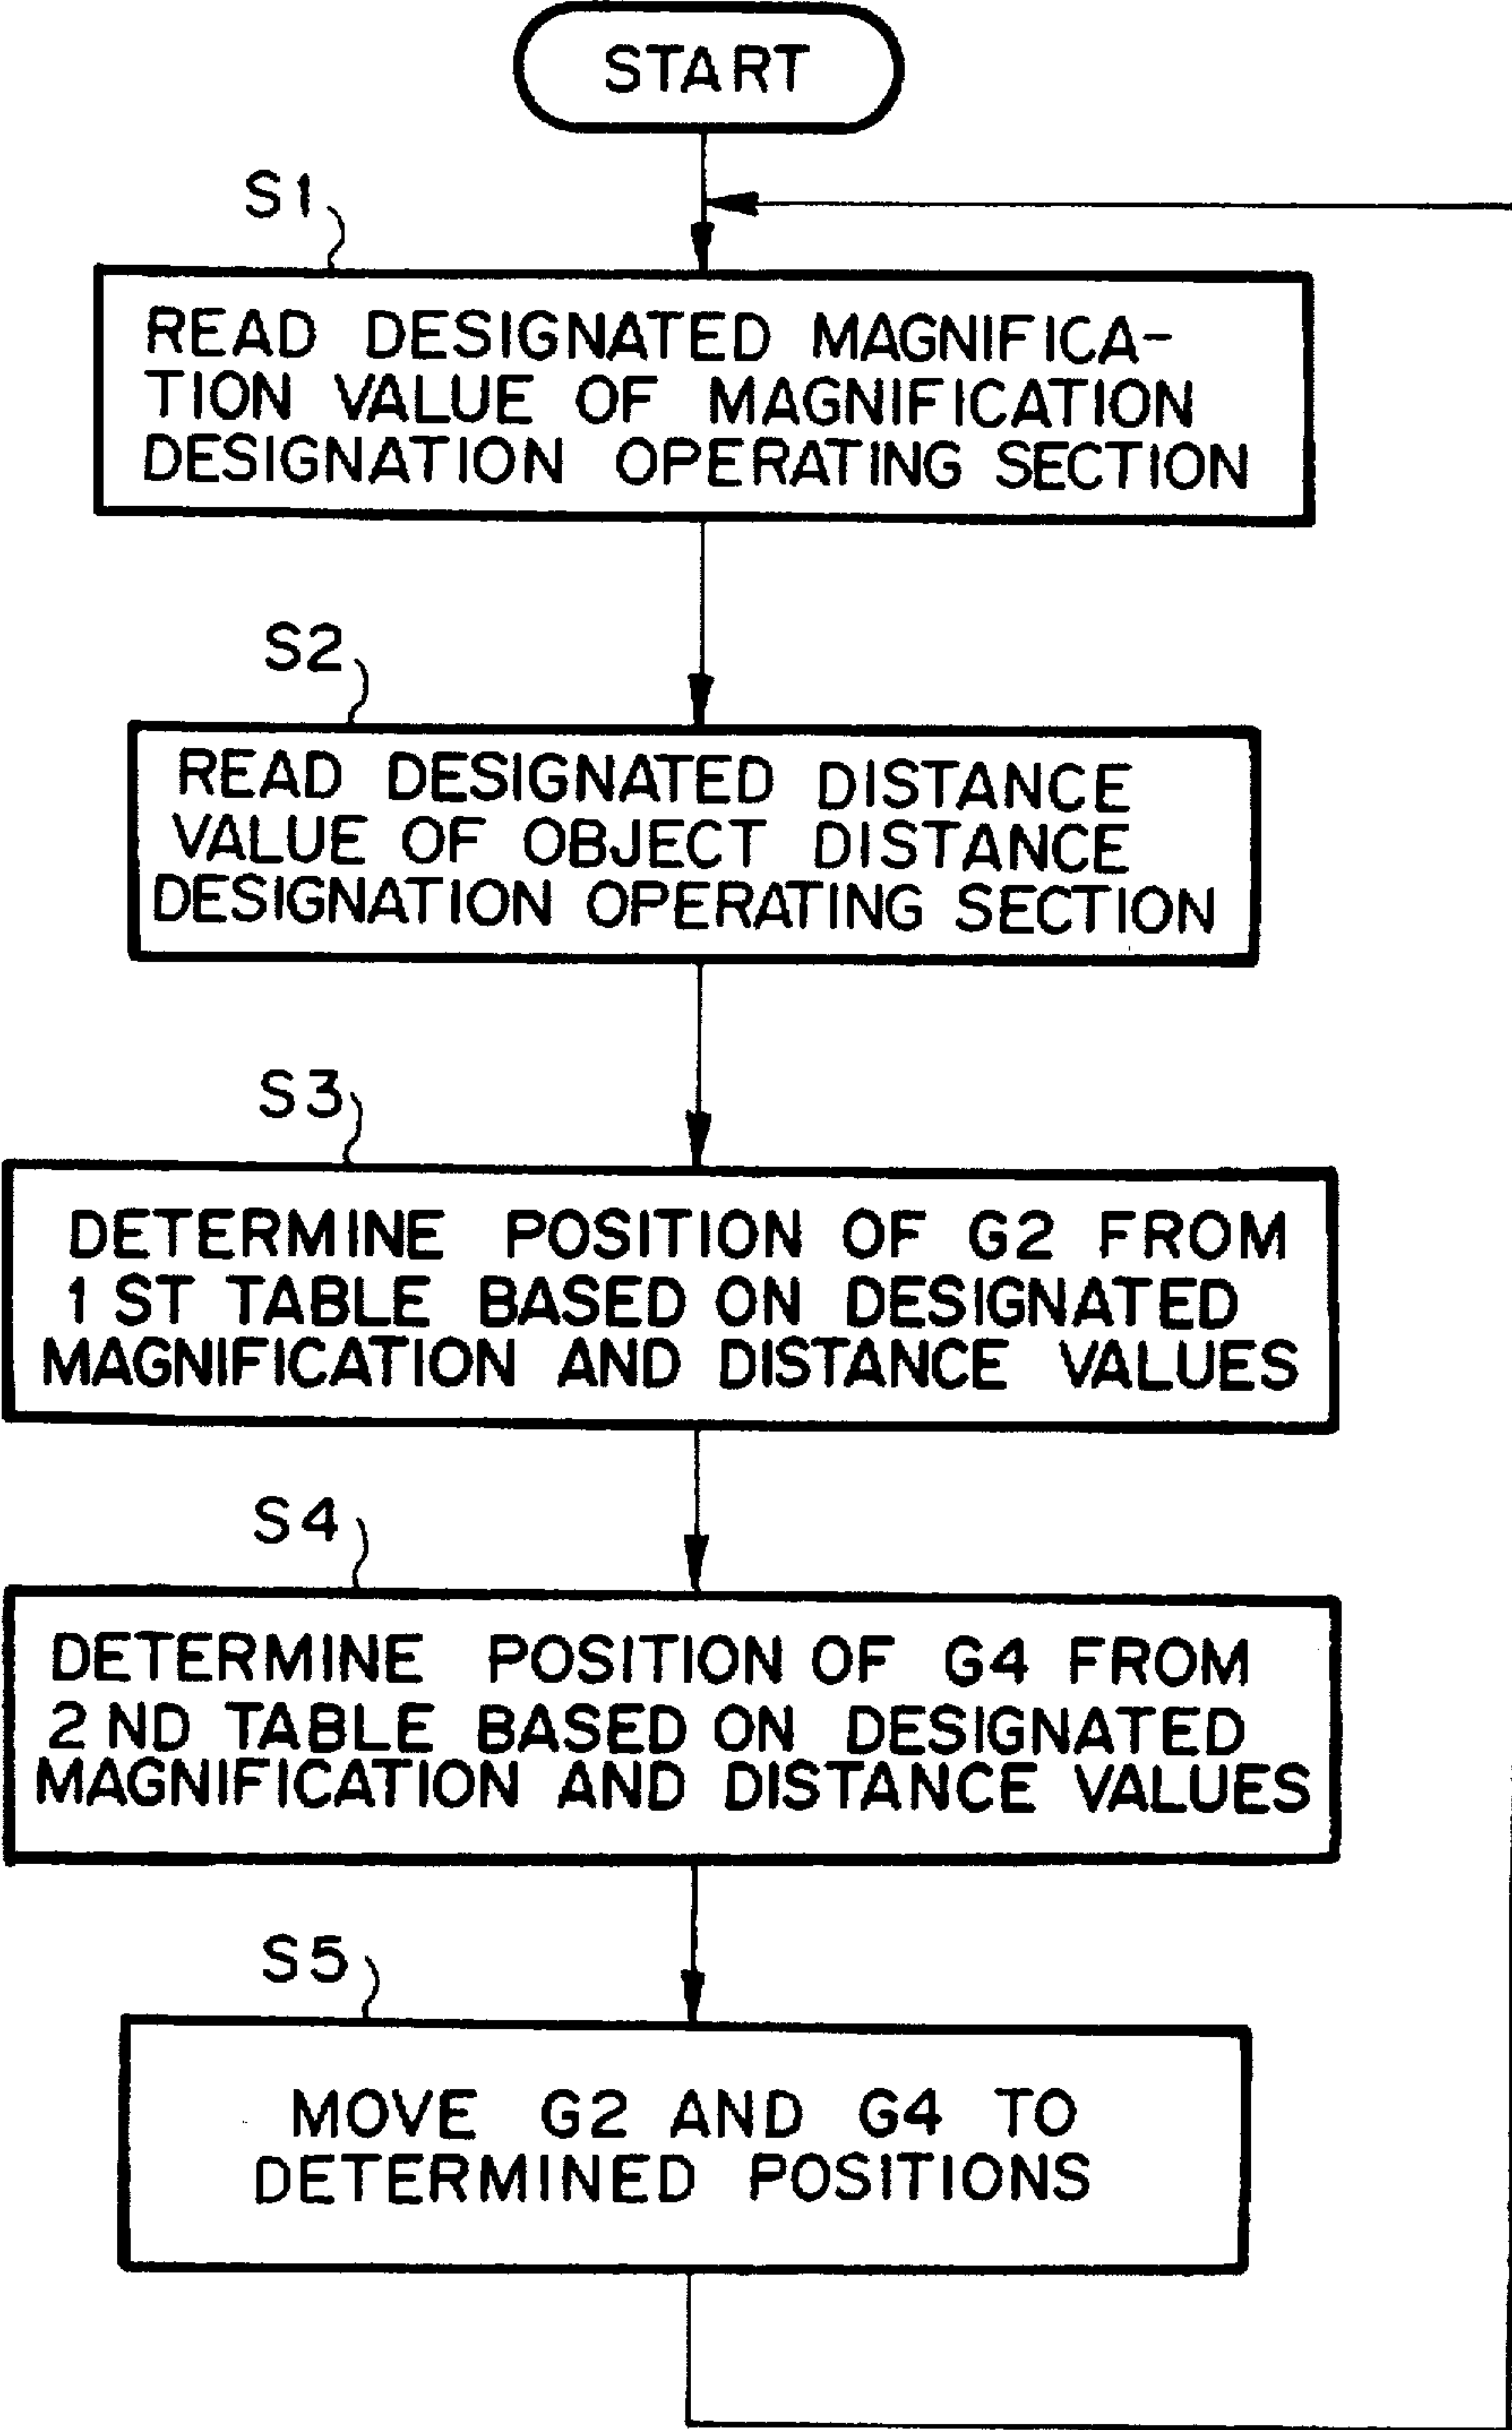 START
S1
READ DESIGNATED MAGNIFICA-
TION VALUE OF MAGNIFICATION
DESIGNATION OPERATING SECTION
S2
READ DESIGNATED DISTANCE
VALUE OF OBJECT DISTANCE
DESIGNATION OPERATING SECTION
S3
DETERMINE POSITION OF G2 FROM
1 ST TABLE BASED ON DESIGNATED
MAGNIFICATION AND DISTANCE VALUES
S4
DETERMINE POSITION OF G4 FROM
2 ND TABLE BASED ON DESIGNATED
MAGNIFICATION AND DISTANCE VALUES
S5
MOVE G2 AND G4 TO
DETERMINED POSITIONS